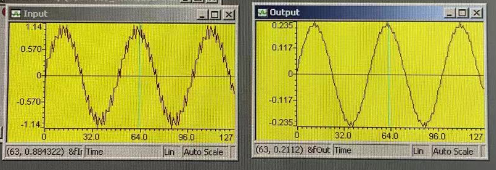 Input
1.14
0.570
0
-0.570
-1.14
0 32.0 64.0 96.0 127
(63, 0.884322) &fIr Time Lin Auto Scale
Output
0.235
0.117
0
-0.117
-0.235
0 32.0 64.0 96.0 127
(63, 0.2112) &fOut Time Lin Auto Scale